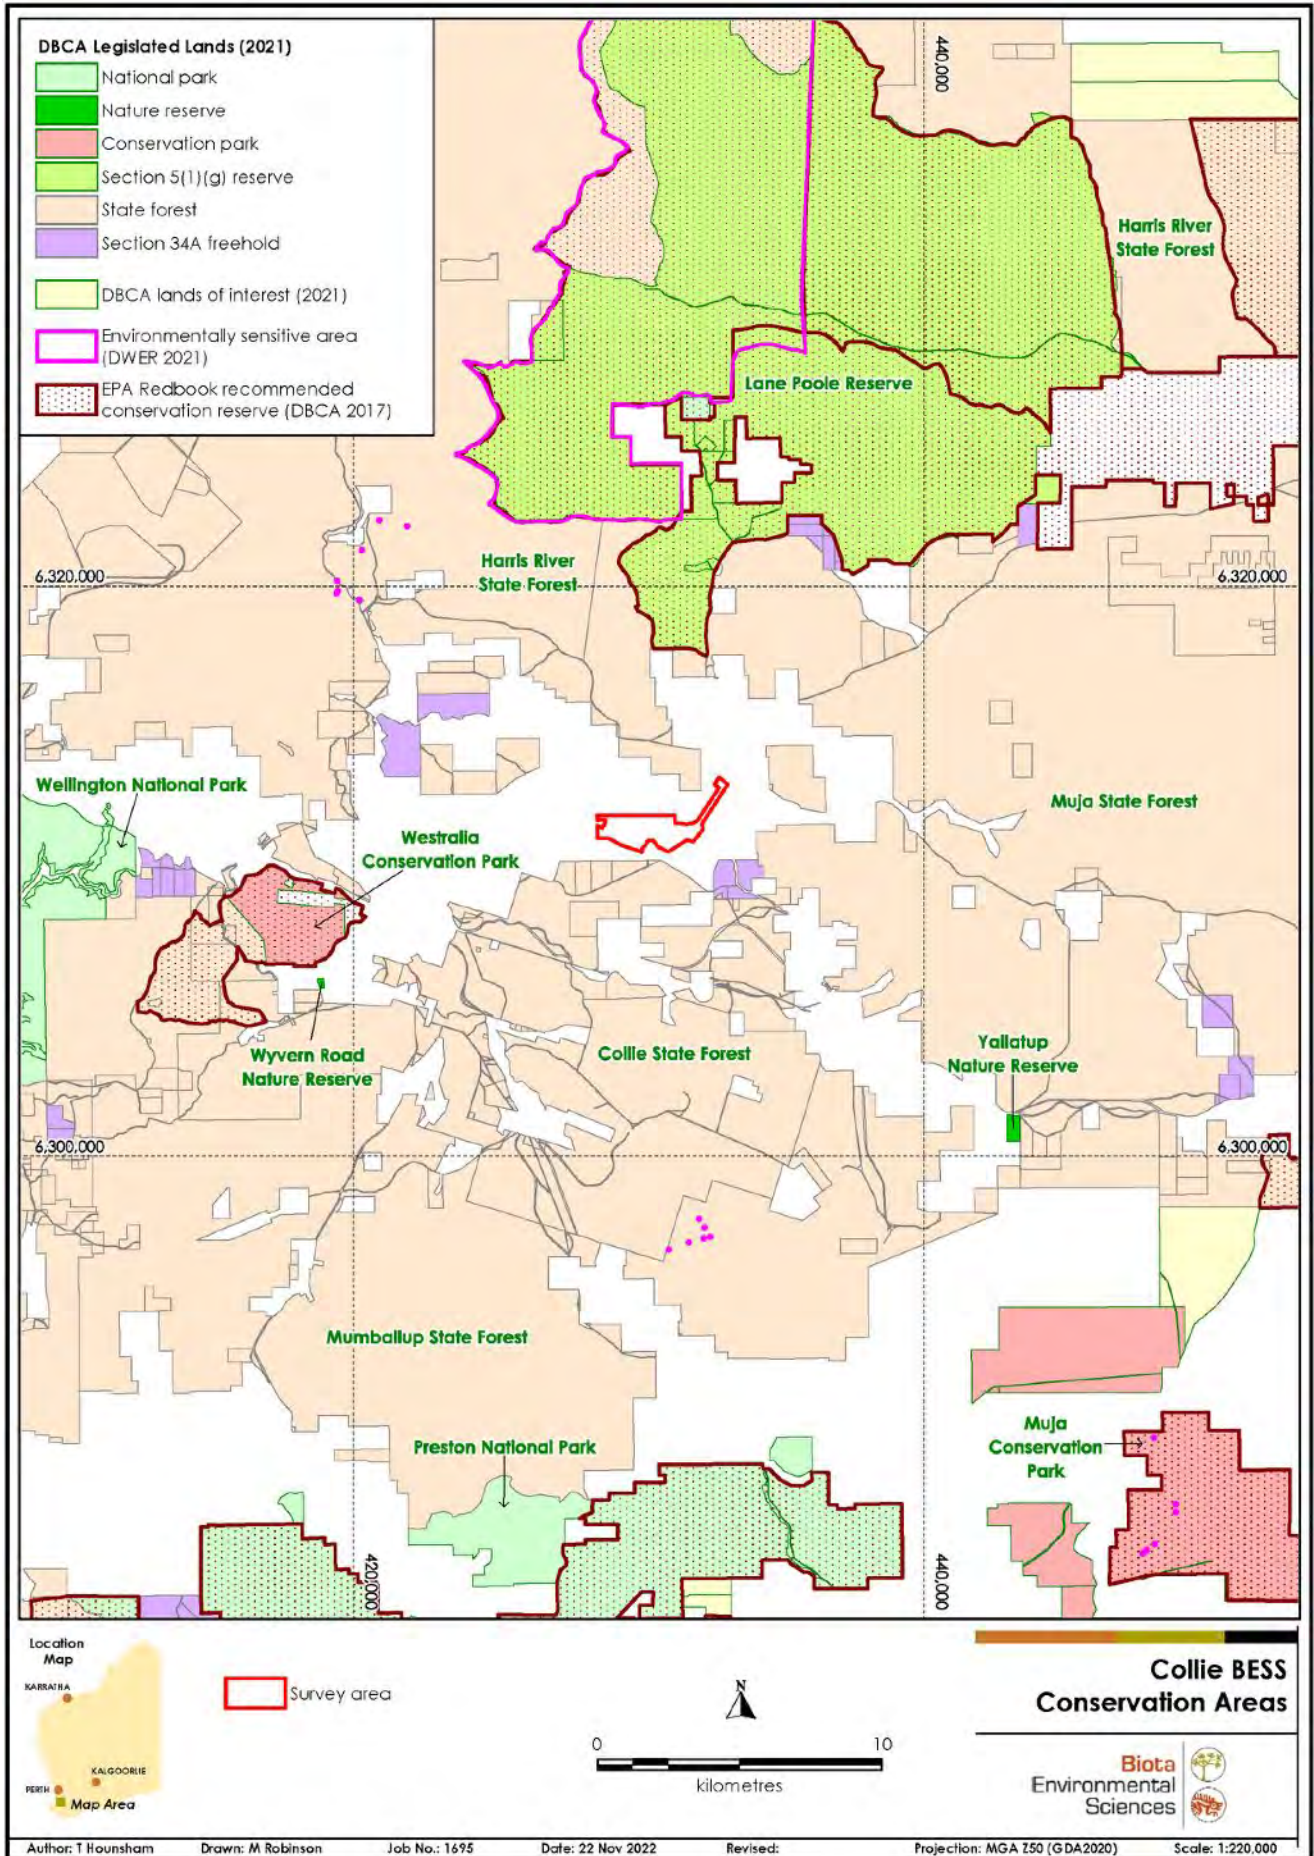 DBCA Legislated Lands (2021)
National park
Nature reserve
Conservation park
Section 5(1)(g) reserve
State forest
Section 34A freehold
DBCA lands of interest (2021)
Environmentally sensitive area
(DWER 2021)
EPA Redbook recommended
conservation reserve (DBCA 2017)
440,000
Harris River
State Forest
Lane Poole Reserve
Harris River
State Forest
6,320,000
6,320,000
Wellington National Park
Muja State Forest
Westralia
Conservation Park
Wyvern Road
Nature Reserve
Collie State Forest
Yallatup
Nature Reserve
6,300,000
6,300,000
Mumballup State Forest
Preston National Park
Muja
Conservation
Park
420,000
440,000
Location
Map
KARRATHA
KALGOORLIE
PERTH
Map Area
Survey area
N
0
10
kilometres
Collie BESS
Conservation Areas
Biota
Environmental
Sciences
Author: T Hounsham
Drawn: M Robinson
Job No.: 1695
Date: 22 Nov 2022
Revised:
Projection: MGA Z50 (GDA2020)
Scale: 1:220,000